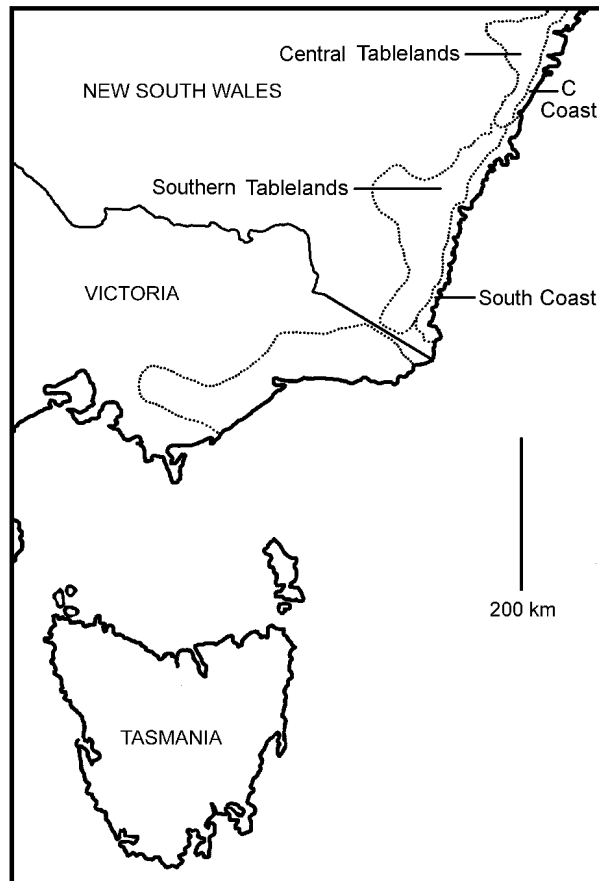 Central Tablelands
NEW SOUTH WALES
C
Coast
Southern Tablelands
VICTORIA
South Coast
200 km
TASMANIA